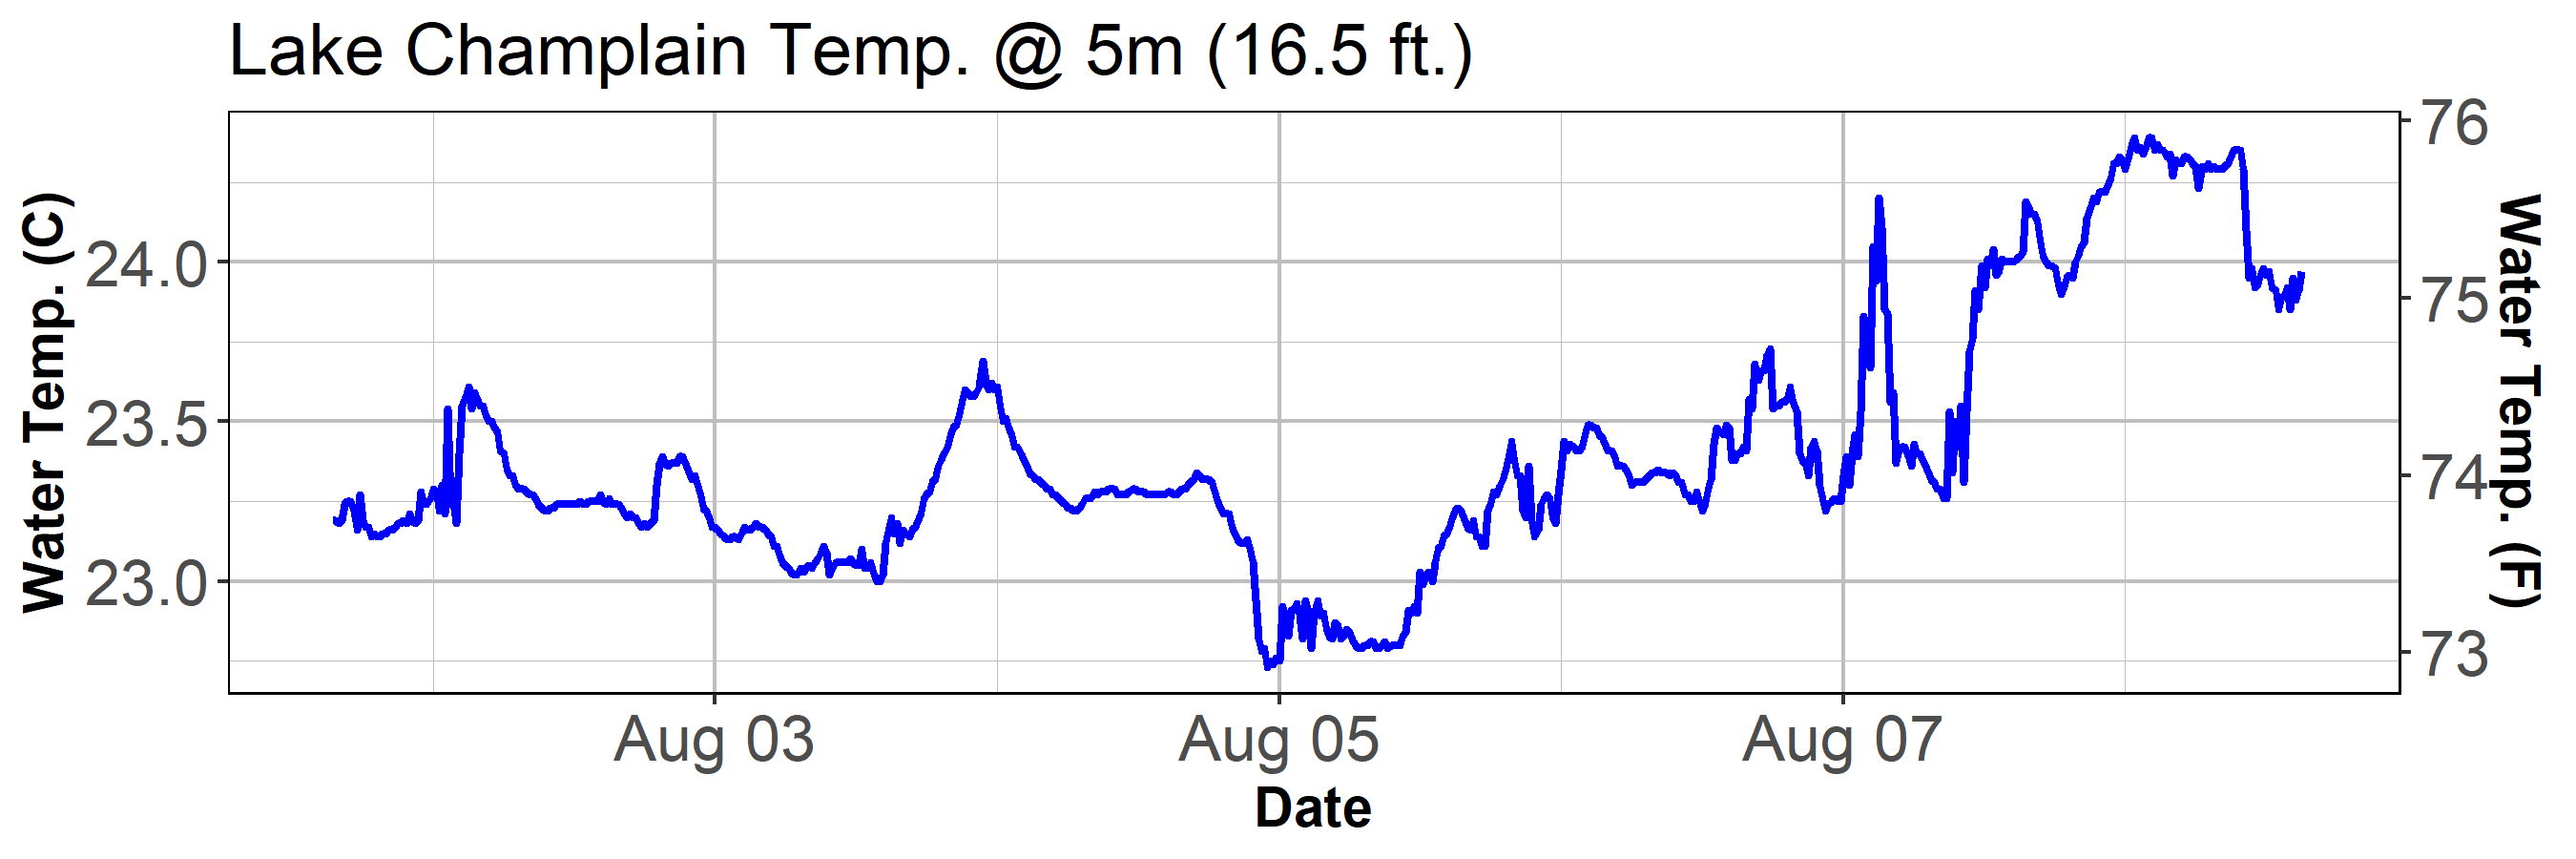 Lake Champlain Temp. @ 5m (16.5 ft.)
Water Temp. (C)
24.0
23.5
23.0
76
75
74
73
Water Temp. (F)
Aug 03
Aug 05
Aug 07
Date